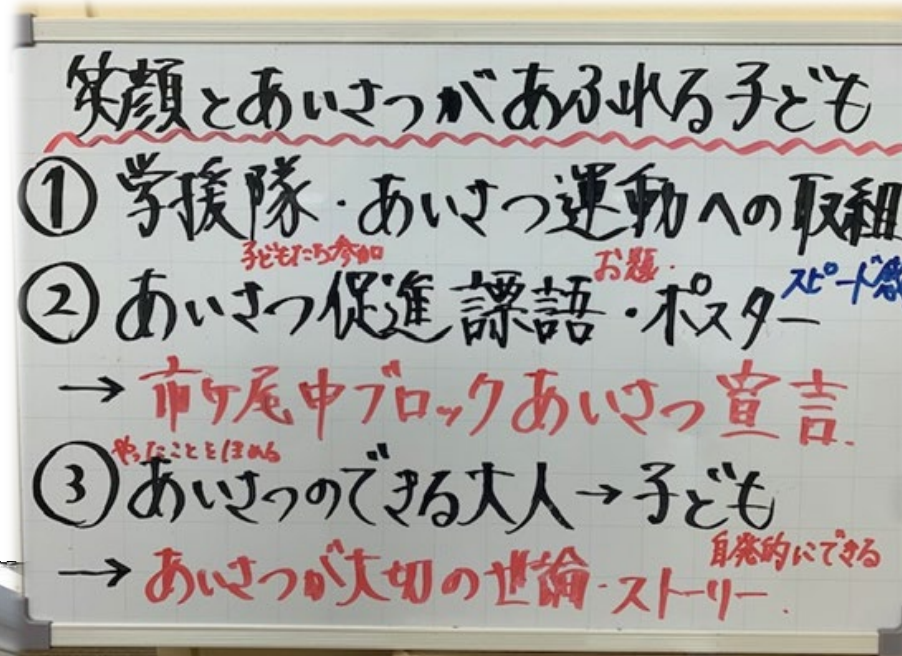 笑顔とあいさつがあふれる子ども
① 学援隊・あいさつ運動への取組
子どもたち参加
お題・
スピード感
② あいさつ促進 標語・ポスター
→ 市ケ尾中ブロックあいさつ宣言.
やったことをほめる
③ あいさつのできる大人→子ども
自発的にできる
→ あいさつが大切の世論・ストーリー.